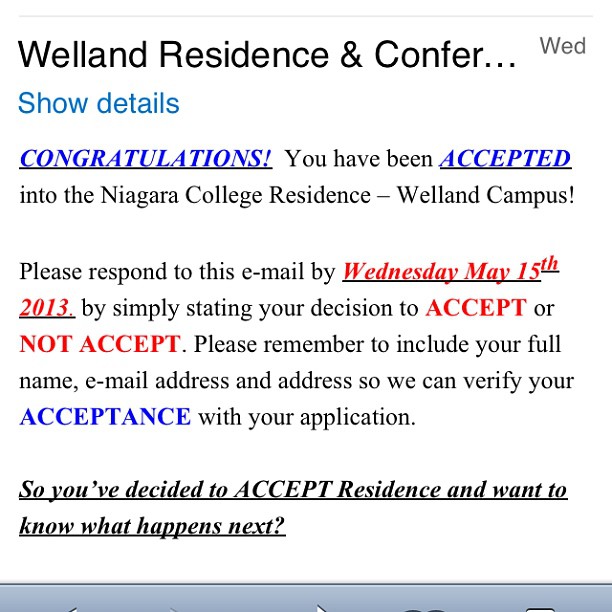 Welland Residence & Confer...
Wed
Show details
CONGRATULATIONS! You have been ACCEPTED
into the Niagara College Residence – Welland Campus!
Please respond to this e-mail by Wednesday May 15th
2013. by simply stating your decision to ACCEPT or
NOT ACCEPT. Please remember to include your full
name, e-mail address and address so we can verify your
ACCEPTANCE with your application.
So you’ve decided to ACCEPT Residence and want to
know what happens next?